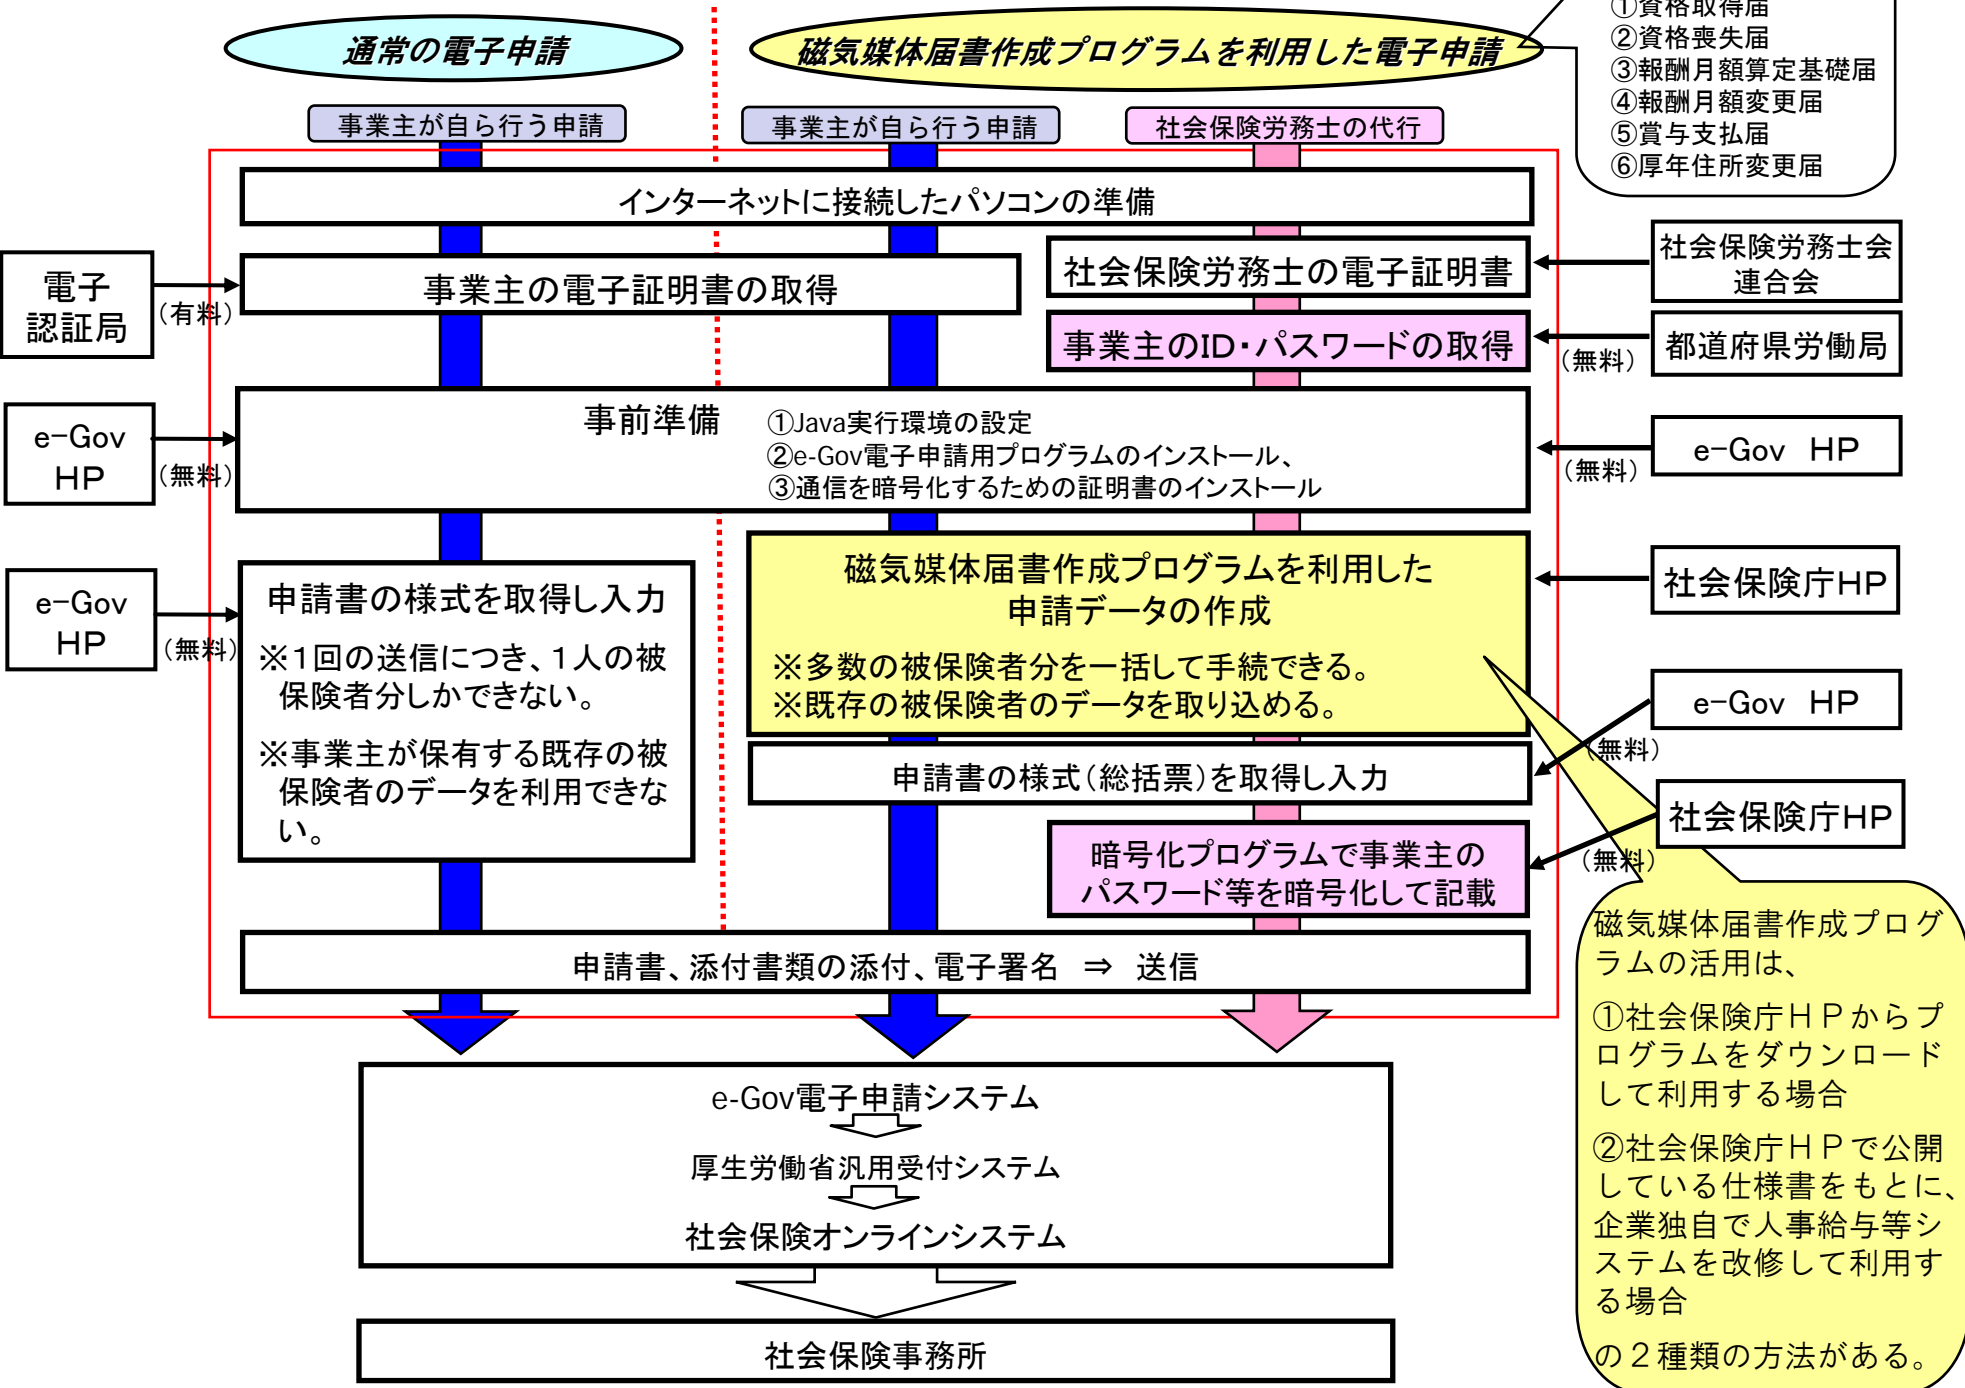 通常の電子申請
磁気媒体届書作成プログラムを利用した電子申請
①資格取得届
②資格喪失届
③報酬月額算定基礎届
④報酬月額変更届
⑤賞与支払届
⑥厚年住所変更届
事業主が自ら行う申請
事業主が自ら行う申請
社会保険労務士の代行
インターネットに接続したパソコンの準備
電子
認証局
(有料)
事業主の電子証明書の取得
社会保険労務士の電子証明書
社会保険労務士会
連合会
事業主のID・パスワードの取得
(無料)
都道府県労働局
e-Gov
HP
(無料)
事前準備
①Java実行環境の設定
②e-Gov電子申請用プログラムのインストール、
③通信を暗号化するための証明書のインストール
(無料)
e-Gov HP
e-Gov
HP
(無料)
申請書の様式を取得し入力
※1回の送信につき、1人の被
保険者分しかできない。
※事業主が保有する既存の被
保険者のデータを利用できな
い。
磁気媒体届書作成プログラムを利用した
申請データの作成
※多数の被保険者分を一括して手続できる。
※既存の被保険者のデータを取り込める。
社会保険庁HP
申請書の様式(総括票)を取得し入力
e-Gov HP
(無料)
暗号化プログラムで事業主の
パスワード等を暗号化して記載
社会保険庁HP
(無料)
申請書、添付書類の添付、電子署名 ⇒ 送信
磁気媒体届書作成プログ
ラムの活用は、
①社会保険庁HPからプ
ログラムをダウンロード
して利用する場合
②社会保険庁HPで公開
している仕様書をもとに、
企業独自で人事給与等シ
ステムを改修して利用す
る場合
の2種類の方法がある。
e-Gov電子申請システム
厚生労働省汎用受付システム
社会保険オンラインシステム
社会保険事務所